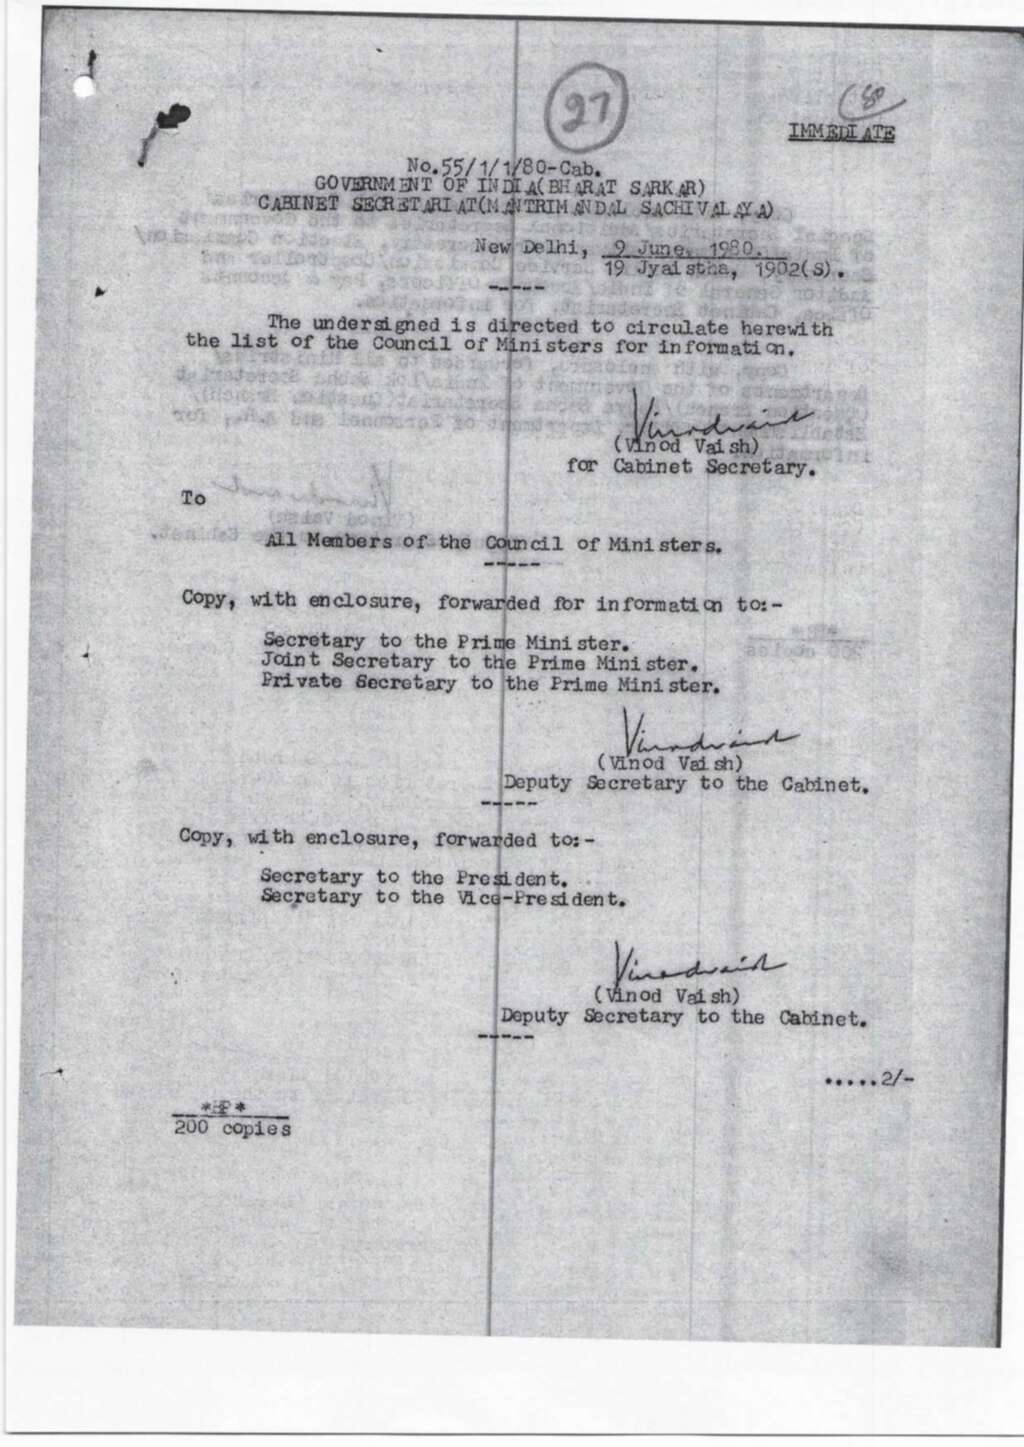 27
IMMEDIATE
No.55/1/1/80-Cab.
GOVERNMENT OF INDIA(BHARAT SARKAR)
CABINET SECRETARIAT(MANTRIMANDAL SACHIVALAYA)
New Delhi, 9 June, 1980.
19 Jyaistha, 1902(S).
-----
The undersigned is directed to circulate herewith
the list of the Council of Ministers for information.
Vinodvaish
(Vinod Vaish)
for Cabinet Secretary.
To
All Members of the Council of Ministers.
-----
Copy, with enclosure, forwarded for information to:-
Secretary to the Prime Minister.
Joint Secretary to the Prime Minister.
Private Secretary to the Prime Minister.
Vinodvaish
(Vinod Vaish)
Deputy Secretary to the Cabinet.
-----
Copy, with enclosure, forwarded to:-
Secretary to the President.
Secretary to the Vice-President.
Vinodvaish
(Vinod Vaish)
Deputy Secretary to the Cabinet.
-----
.....2/-
200 copies